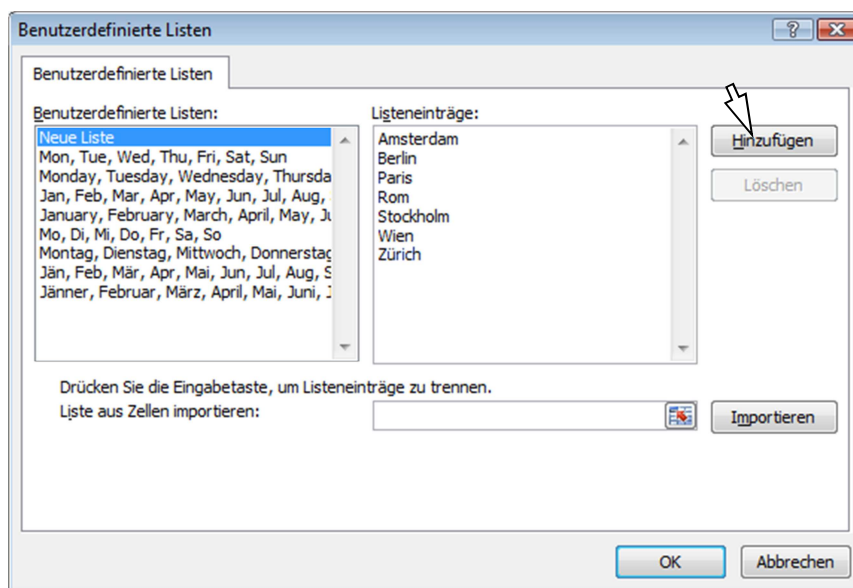 Benutzerdefinierte Listen
Benutzerdefinierte Listen
Benutzerdefinierte Listen:
Neue Liste
Mon, Tue, Wed, Thu, Fri, Sat, Sun
Monday, Tuesday, Wednesday, Thursda
Jan, Feb, Mar, Apr, May, Jun, Jul, Aug,
January, February, March, April, May, Ju
Mo, Di, Mi, Do, Fr, Sa, So
Montag, Dienstag, Mittwoch, Donnerstag
Jän, Feb, Mär, Apr, Mai, Jun, Jul, Aug, S
Jänner, Februar, März, April, Mai, Juni, J
Listeneinträge:
Amsterdam
Berlin
Paris
Rom
Stockholm
Wien
Zürich
Hinzufügen
Löschen
Drücken Sie die Eingabetaste, um Listeneinträge zu trennen.
Liste aus Zellen importieren:
Importieren
OK
Abbrechen